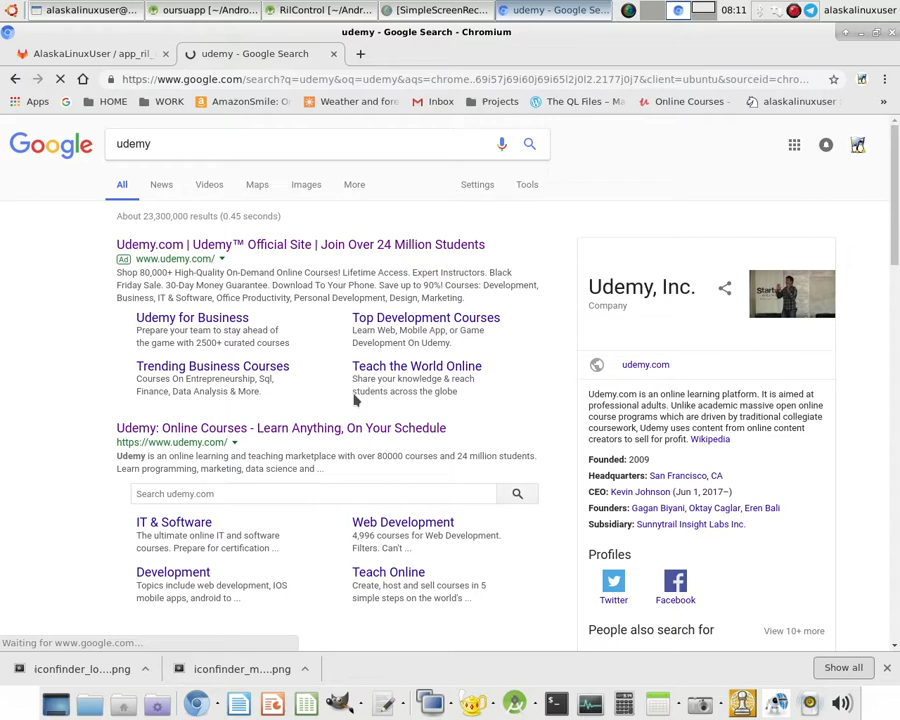 alaskalinuxuser@...
oursuapp [~/Andro...
RilControl [~/Andr...
[SimpleScreenRec...
udemy - Google Se...
08:11
alaskalinuxuser
udemy - Google Search - Chromium
AlaskaLinuxUser / app_ril_
udemy - Google Search
https://www.google.com/search?q=udemy&oq=udemy&aqs=chrome..69i57j69i60j69i65l2j0l2.2177j0j7&client=ubuntu&sourceid=chro...
Apps
HOME
WORK
AmazonSmile: O
Weather and fore
Inbox
Projects
The QL Files – Ma
Online Courses -
alaskalinuxuser
»
Google
udemy
All
News
Videos
Maps
Images
More
Settings
Tools
About 23,300,000 results (0.45 seconds)
Udemy.com | Udemy™ Official Site | Join Over 24 Million Students
Ad www.udemy.com/
Shop 80,000+ High-Quality On-Demand Online Courses! Lifetime Access. Expert Instructors. Black
Friday Sale. 30-Day Money Guarantee. Download To Your Phone. Save up to 90%! Courses: Development,
Business, IT & Software, Office Productivity, Personal Development, Design, Marketing.
Udemy for Business
Prepare your team to stay ahead of
the game with 2500+ curated courses
Top Development Courses
Learn Web, Mobile App, or Game
Development On Udemy.
Trending Business Courses
Courses On Entrepreneurship, Sql,
Finance, Data Analysis & More.
Teach the World Online
Share your knowledge & reach
students across the globe
Udemy: Online Courses - Learn Anything, On Your Schedule
https://www.udemy.com/
Udemy is an online learning and teaching marketplace with over 80000 courses and 24 million students.
Learn programming, marketing, data science and ...
Search udemy.com
IT & Software
The ultimate online IT and software
courses. Prepare for certification ...
Web Development
4,996 courses for Web Development.
Filters. Can't ...
Development
Topics include web development, IOS
mobile apps, android to ...
Teach Online
Create, host and sell courses in 5
simple steps on the world's ...
Udemy, Inc.
Company
Start
udemy.com
Udemy.com is an online learning platform. It is aimed at
professional adults. Unlike academic massive open online
course programs which are driven by traditional collegiate
coursework, Udemy uses content from online content
creators to sell for profit. Wikipedia
Founded: 2009
Headquarters: San Francisco, CA
CEO: Kevin Johnson (Jun 1, 2017–)
Founders: Gagan Biyani, Oktay Caglar, Eren Bali
Subsidiary: Sunnytrail Insight Labs Inc.
Profiles
Twitter
Facebook
People also search for
View 10+ more
Waiting for www.google.com...
iconfinder_lo....png
iconfinder_m....png
Show all